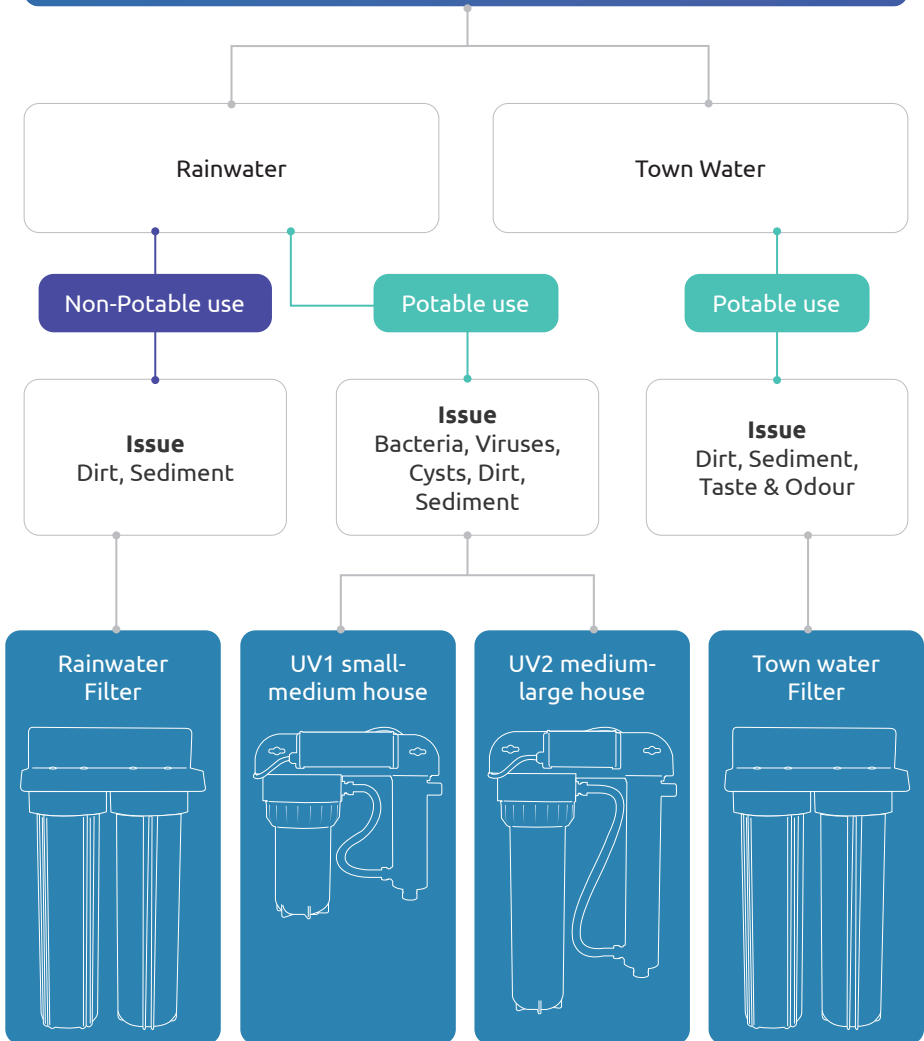 Rainwater
Town Water
Non-Potable use
Potable use
Potable use
Issue
Dirt, Sediment
Issue
Bacteria, Viruses,
Cysts, Dirt,
Sediment
Issue
Dirt, Sediment,
Taste & Odour
Rainwater
Filter
UV1 small-
medium house
UV2 medium-
large house
Town water
Filter